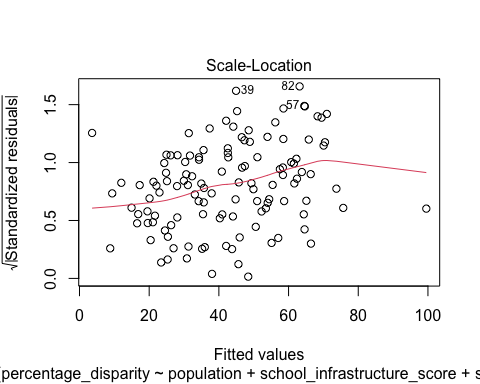 Scale-Location
√|Standardized residuals|
1.5
1.0
0.5
0.0
39
82
57
0 20 40 60 80 100
Fitted values
percentage_disparity ~ population + school_infrastructure_score + s